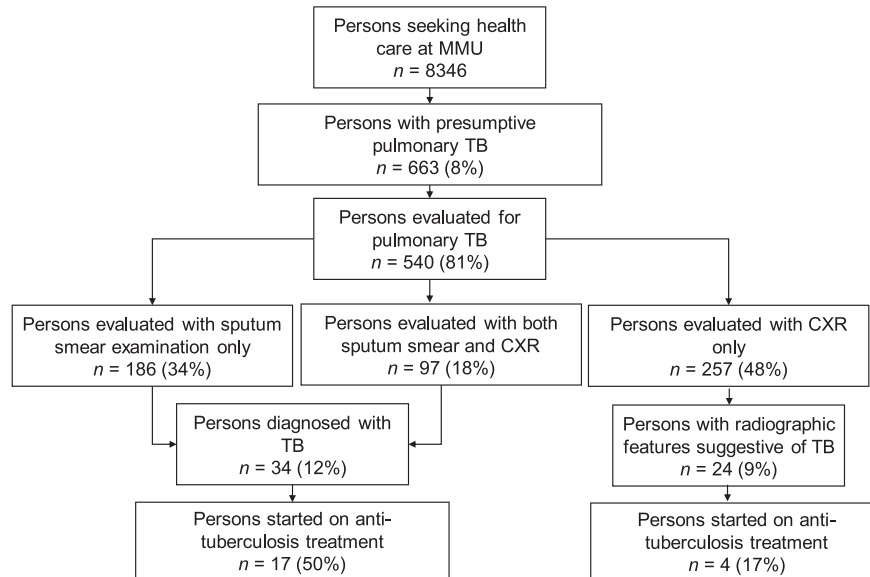 Persons seeking health
care at MMU
n = 8346
Persons with presumptive
pulmonary TB
n = 663 (8%)
Persons evaluated for
pulmonary TB
n = 540 (81%)
Persons evaluated with sputum
smear examination only
n = 186 (34%)
Persons evaluated with both
sputum smear and CXR
n = 97 (18%)
Persons evaluated with CXR
only
n = 257 (48%)
Persons diagnosed with
TB
n = 34 (12%)
Persons with radiographic
features suggestive of TB
n = 24 (9%)
Persons started on anti-
tuberculosis treatment
n = 17 (50%)
Persons started on anti-
tuberculosis treatment
n = 4 (17%)